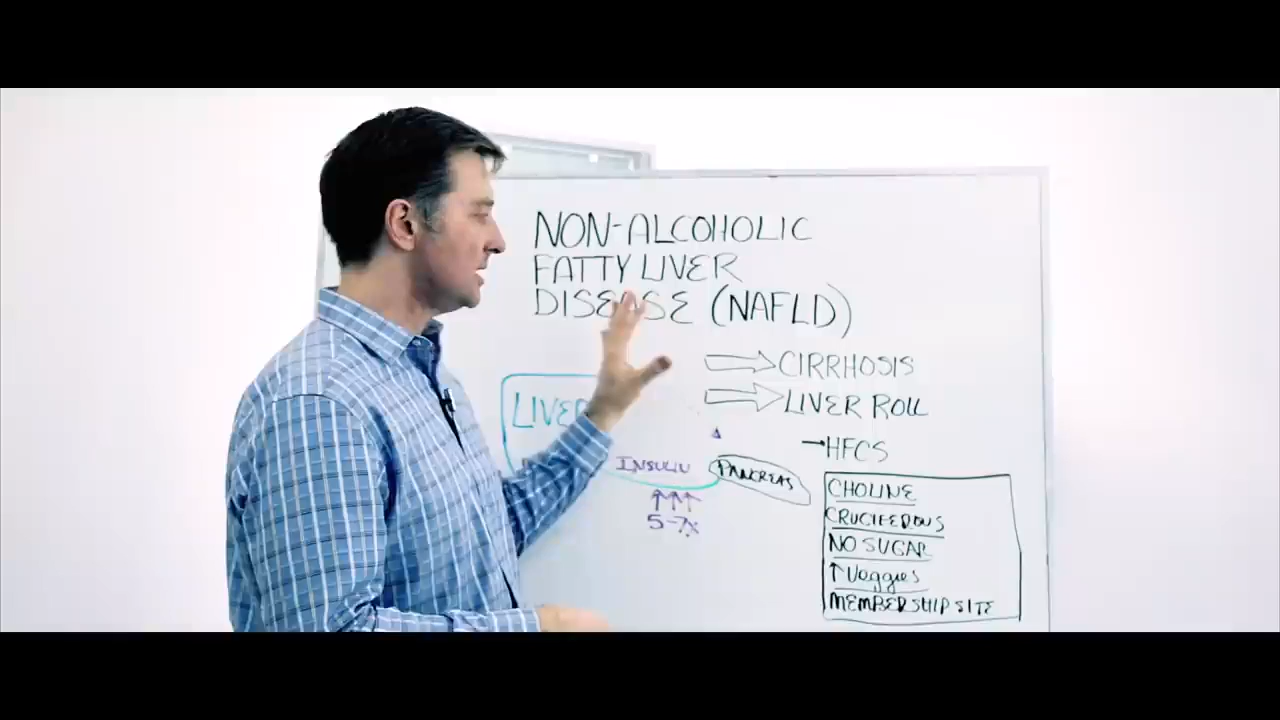 NON-ALCOHOLIC
FATTY LIVER
DISEASE (NAFLD)
CIRRHOSIS
LIVER ROLL
→HFCS
LIVER
INSULIN
PANCREAS
↑↑↑
5-7x
CHOLINE
CRUCIFEROUS
NO SUGAR
↑Veggies
MEMBERSHIP SITE